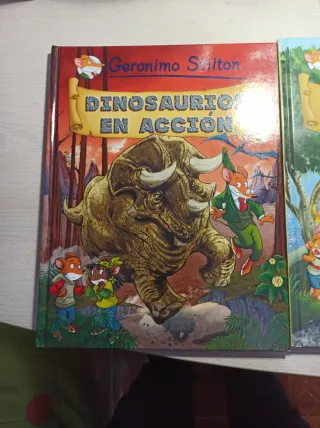 Geronimo Stilton
DINOSAURIOS
EN ACCIÓN